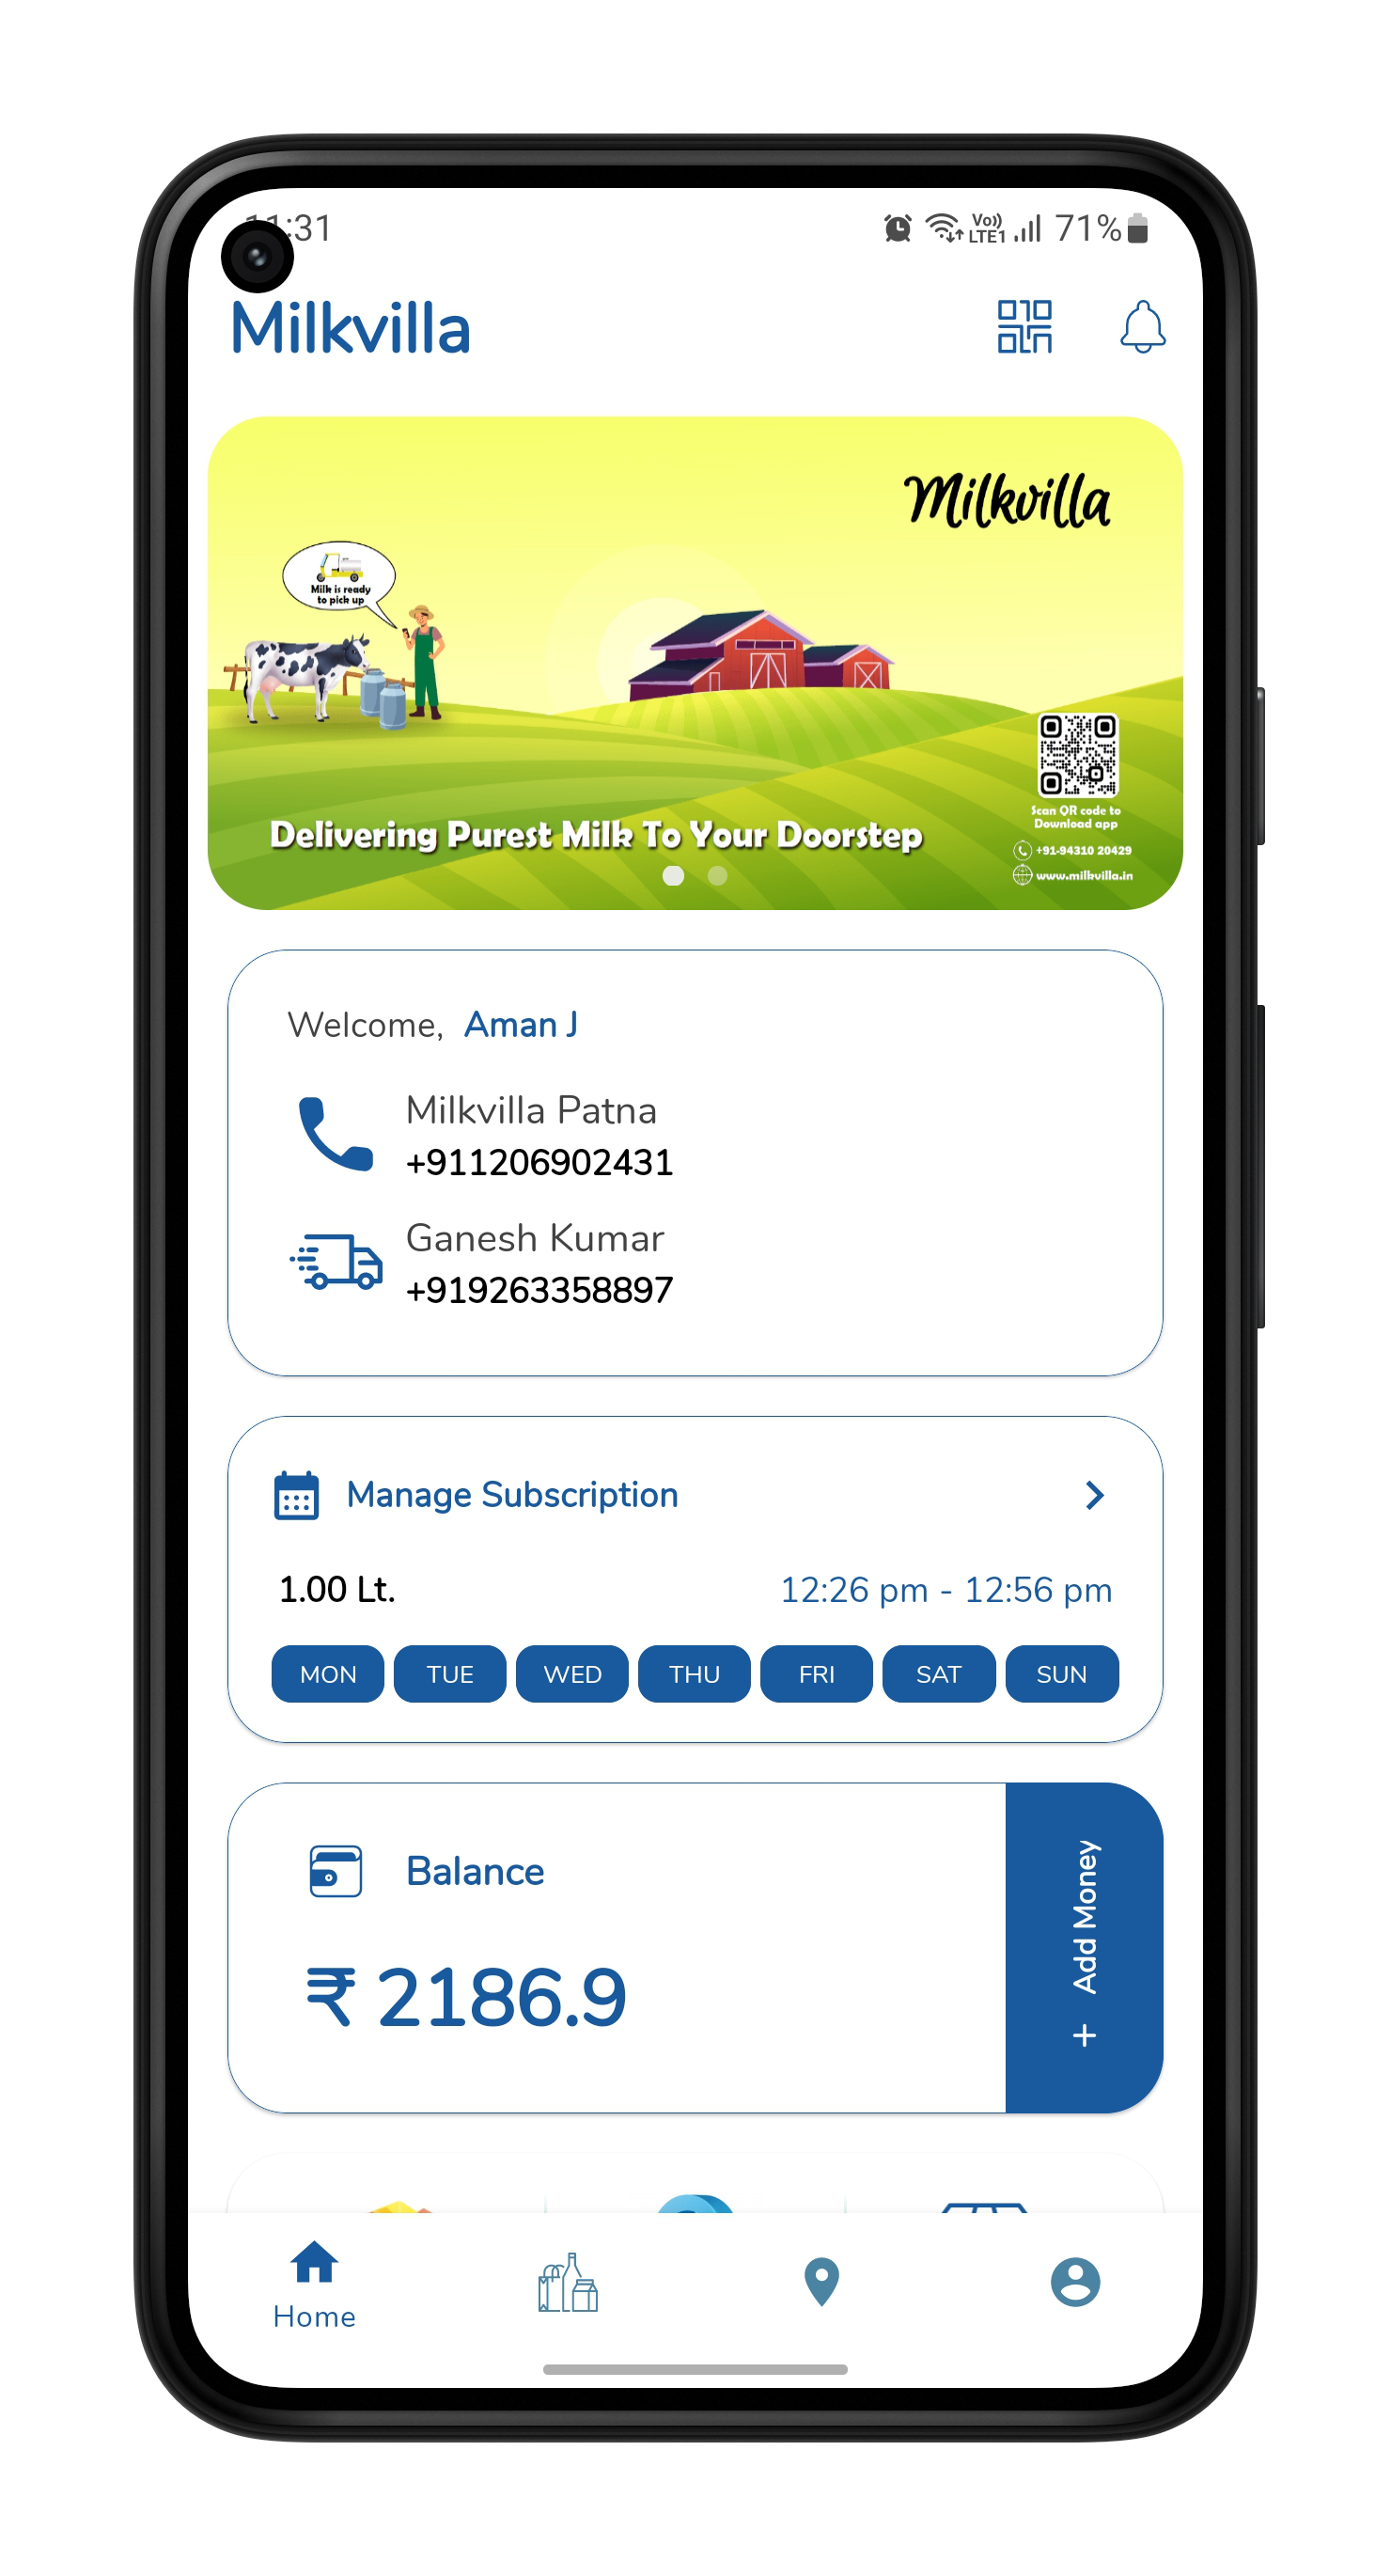 11:31 Vo)) LTE1 71%
Milkvilla
Milkvilla
Milk is ready
to pick up
Delivering Purest Milk To Your Doorstep
Scan QR code to
Download app
+91-94310 20429
www.milkvilla.in
Welcome, Aman J
Milkvilla Patna
+911206902431
Ganesh Kumar
+919263358897
Manage Subscription
1.00 Lt. 12:26 pm - 12:56 pm
MON TUE WED THU FRI SAT SUN
Balance
₹ 2186.9
+ Add Money
Home